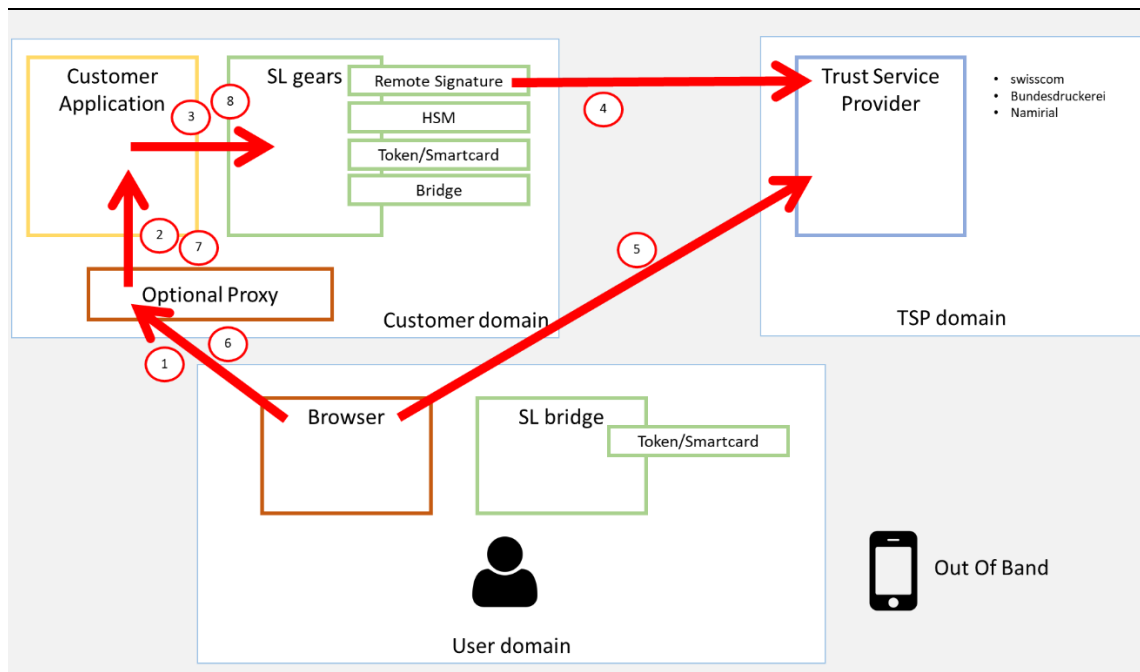 Customer
Application
SL gears
Remote Signature
HSM
Token/Smartcard
Bridge
3
8
4
Trust Service
Provider
• swisscom
• Bundesdruckerei
• Namirial
2
7
5
Optional Proxy
Customer domain
TSP domain
1
6
Browser
SL bridge
Token/Smartcard
Out Of Band
User domain